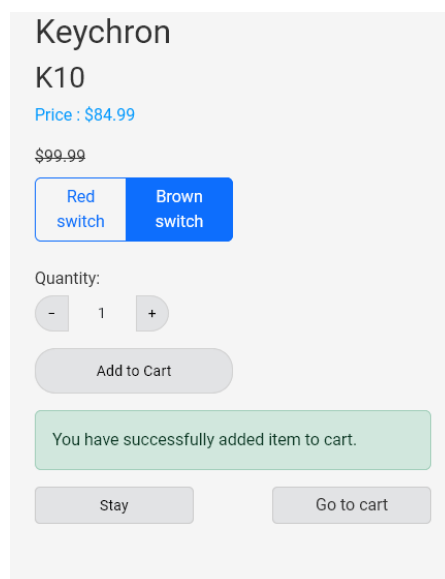 Keychron
K10
Price : $84.99
$99.99
Red Brown
switch switch
Quantity:
- 1 +
Add to Cart
You have successfully added item to cart.
Stay Go to cart